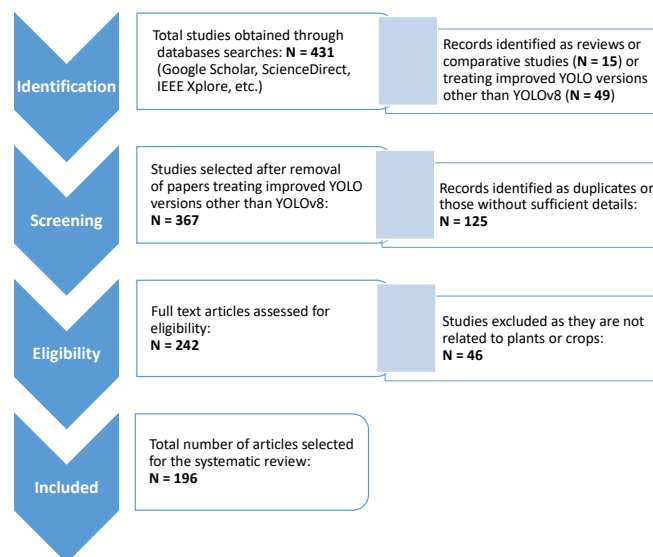 Identification
Total studies obtained through
databases searches: N = 431
(Google Scholar, ScienceDirect,
IEEE Xplore, etc.)
Records identified as reviews or
comparative studies (N = 15) or
treating improved YOLO versions
other than YOLOv8 (N = 49)
Screening
Studies selected after removal
of papers treating improved YOLO
versions other than YOLOv8:
N = 367
Records identified as duplicates or
those without sufficient details:
N = 125
Eligibility
Full text articles assessed for
eligibility:
N = 242
Studies excluded as they are not
related to plants or crops:
N = 46
Included
Total number of articles selected
for the systematic review:
N = 196